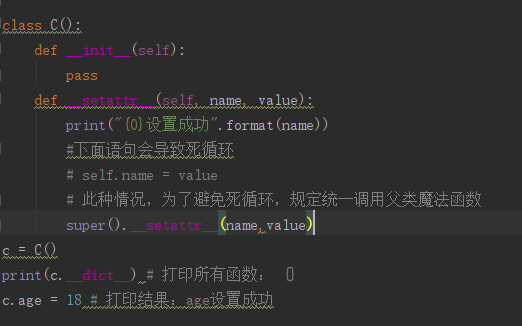 class C():
    def __init__(self):
        pass
    def __setattr__(self, name, value):
        print("{0}设置成功".format(name))
        #下面语句会导致死循环
        # self.name = value
        # 此种情况，为了避免死循环，规定统一调用父类魔法函数
        super().__setattr__(name,value)
c = C()
print(c.__dict__) # 打印所有函数： {}
c.age = 18 # 打印结果：age设置成功